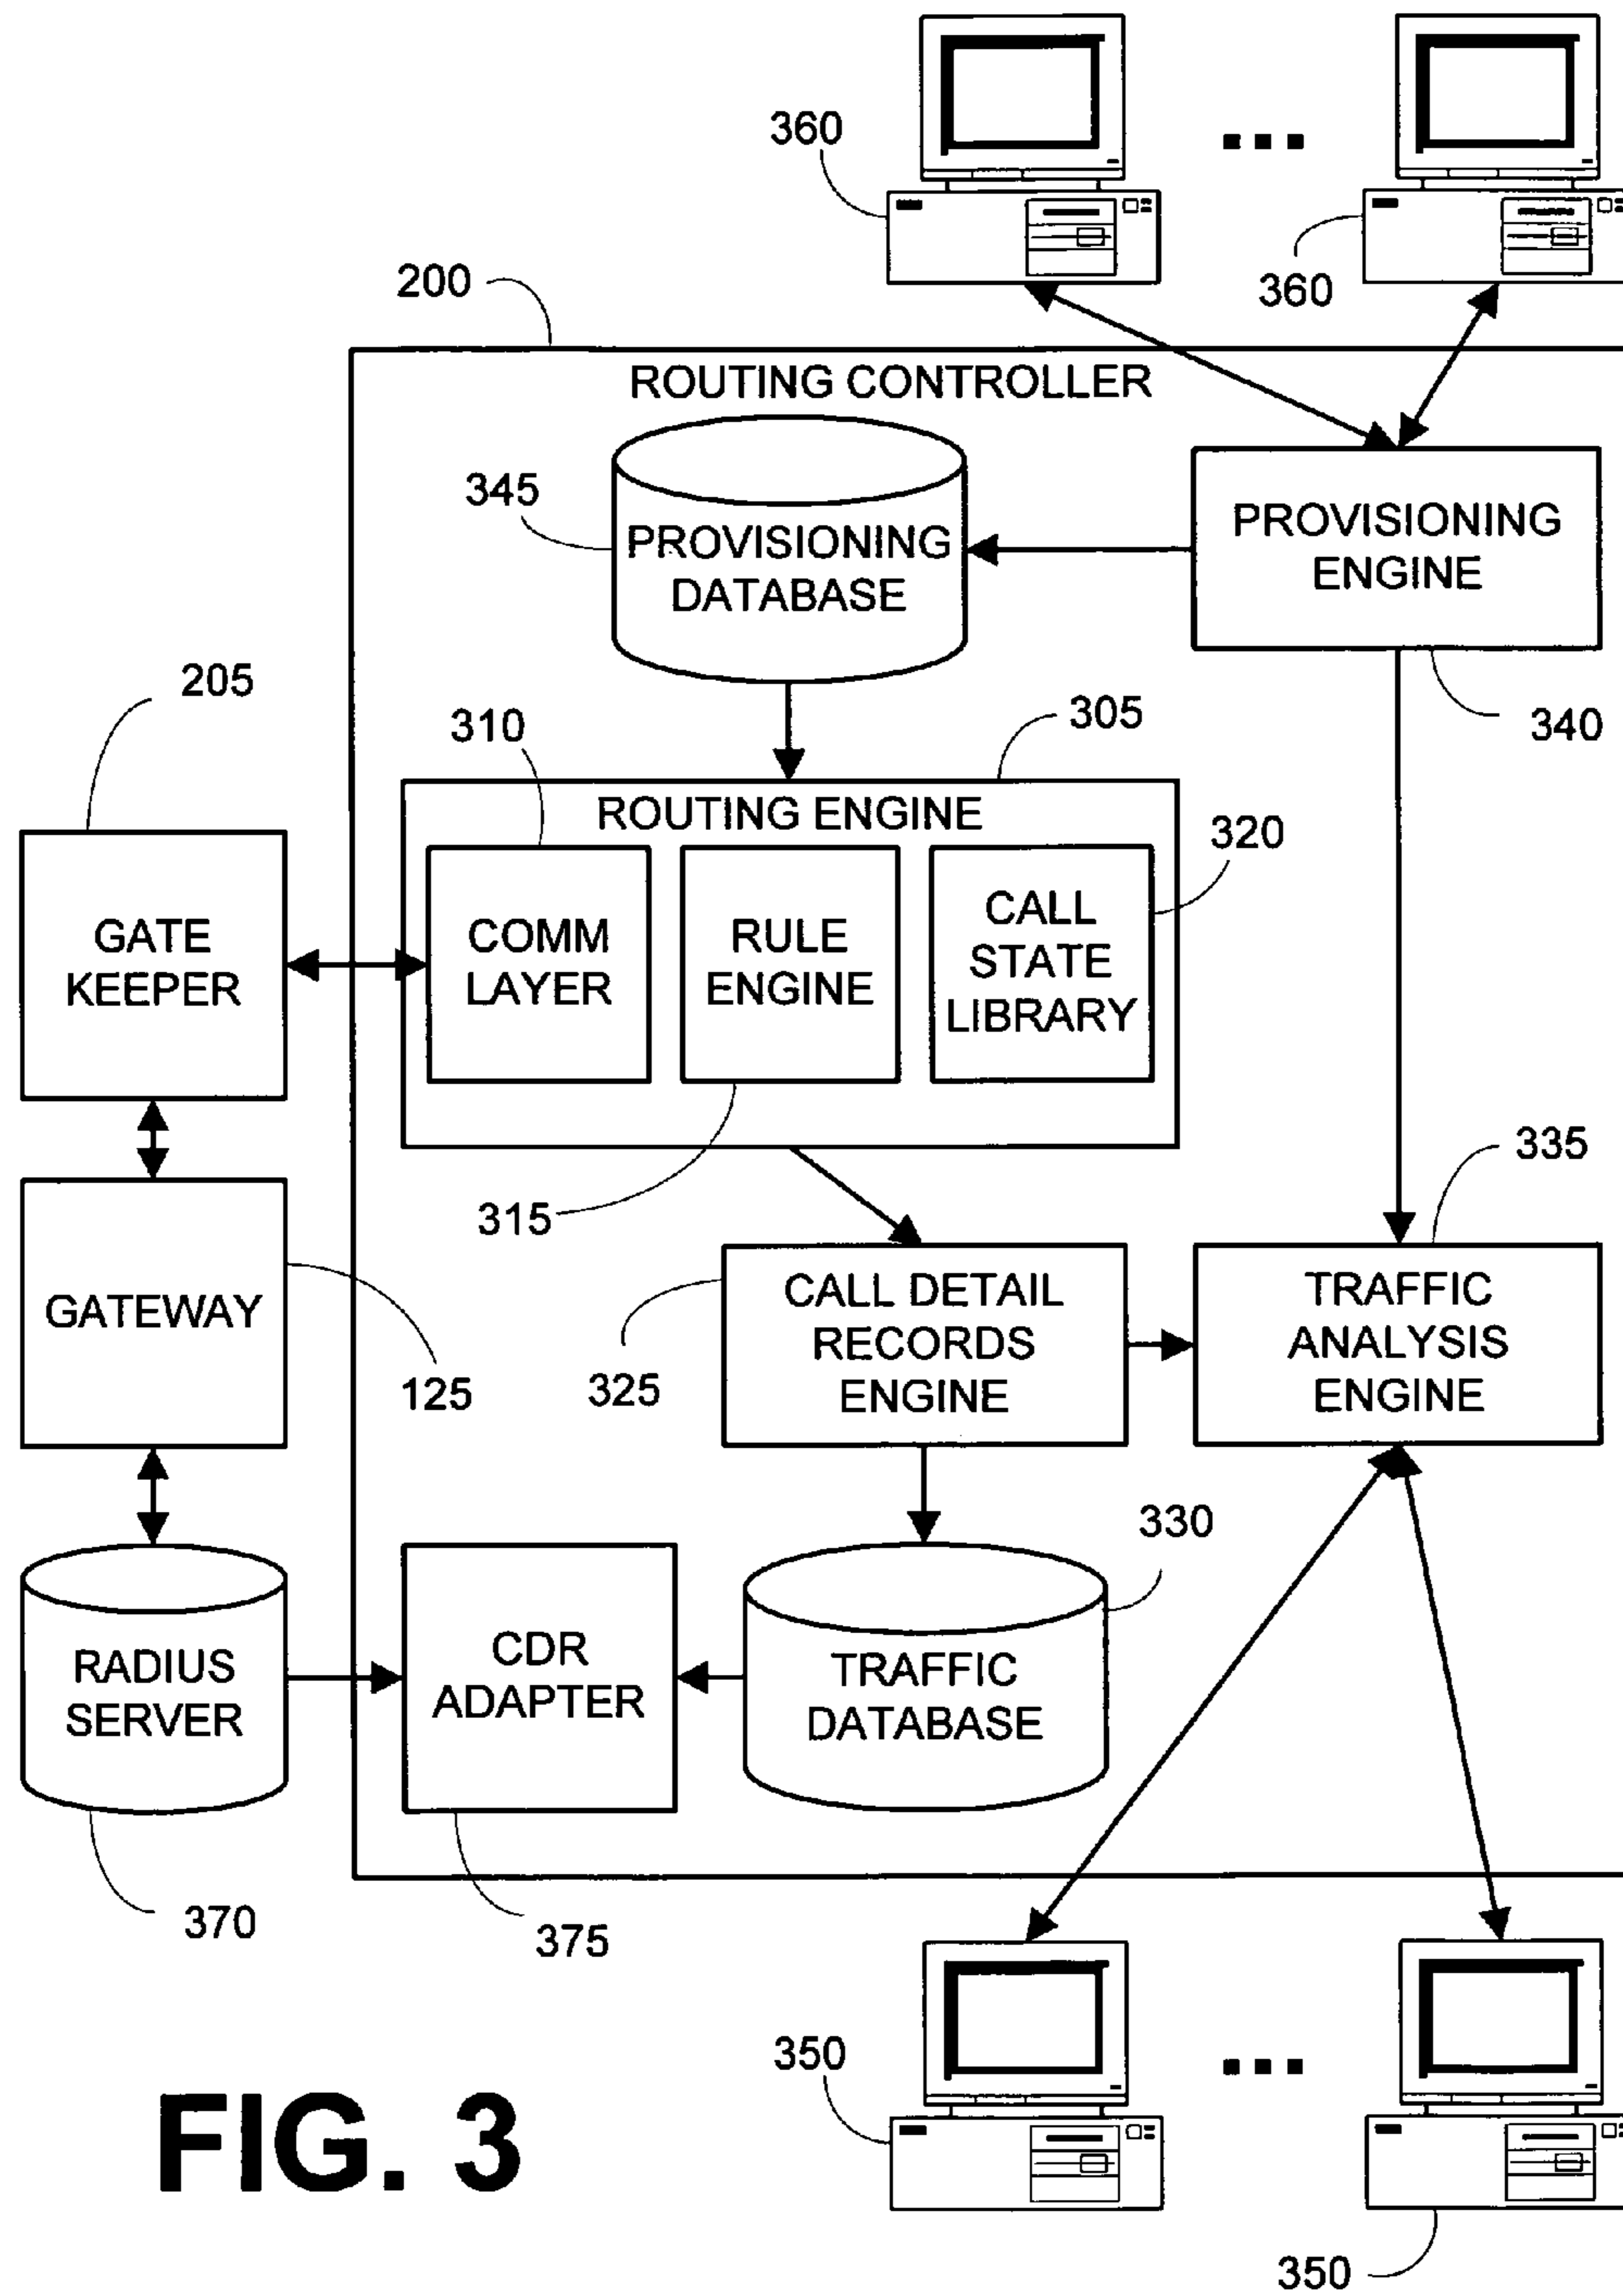 360
360
200
ROUTING CONTROLLER
345
PROVISIONING
DATABASE
PROVISIONING
ENGINE
205
310
305
340
ROUTING ENGINE
320
GATE
KEEPER
COMM
LAYER
RULE
ENGINE
CALL
STATE
LIBRARY
335
315
GATEWAY
125
325
CALL DETAIL
RECORDS
ENGINE
TRAFFIC
ANALYSIS
ENGINE
330
RADIUS
SERVER
CDR
ADAPTER
TRAFFIC
DATABASE
370
375
350
FIG. 3
350